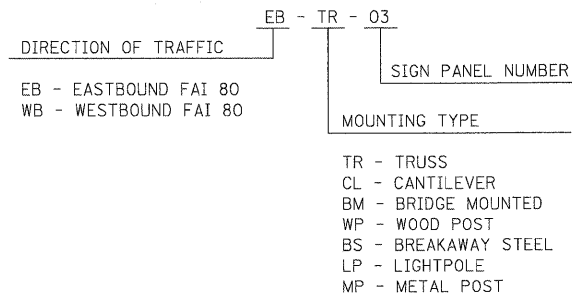 EB - TR - 03
DIRECTION OF TRAFFIC
EB - EASTBOUND FAI 80
WB - WESTBOUND FAI 80
SIGN PANEL NUMBER
MOUNTING TYPE
TR - TRUSS
CL - CANTILEVER
BM - BRIDGE MOUNTED
WP - WOOD POST
BS - BREAKAWAY STEEL
LP - LIGHTPOLE
MP - METAL POST